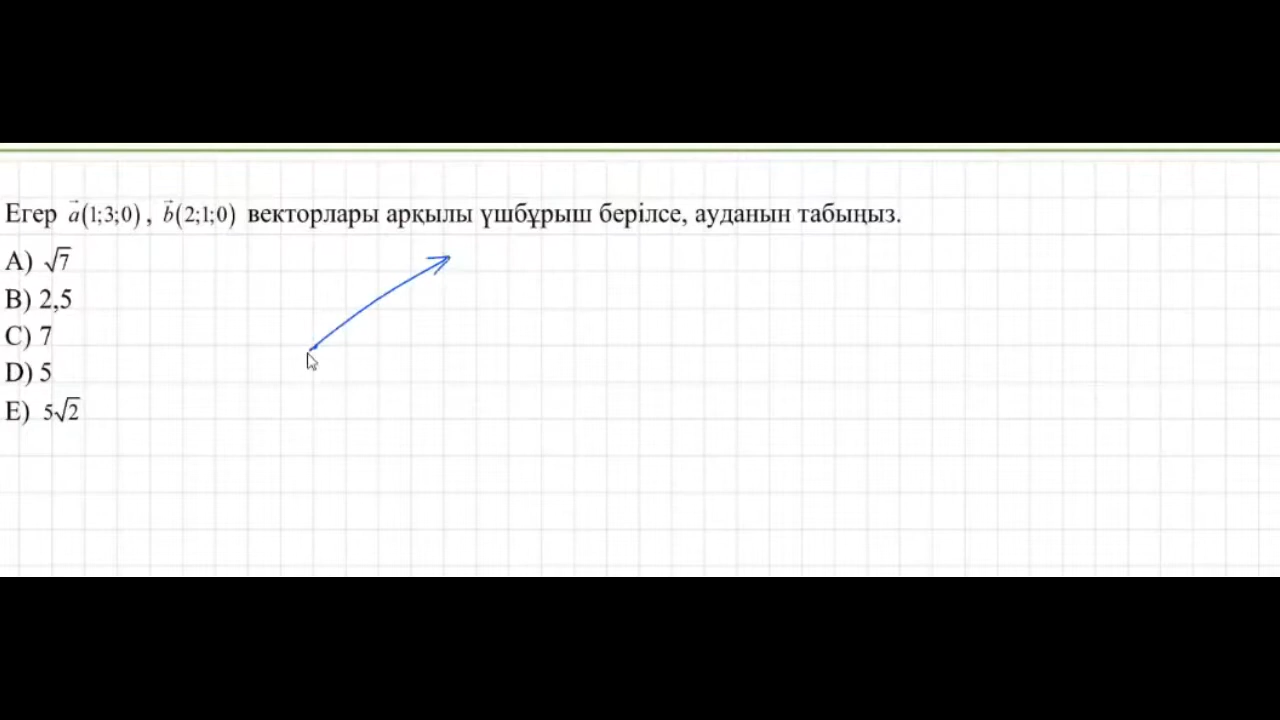 Егер a⃗(1;3;0), b⃗(2;1;0) векторлары арқылы үшбұрыш берілсе, ауданын табыңыз.
A) √7
B) 2,5
C) 7
D) 5
E) 5√2